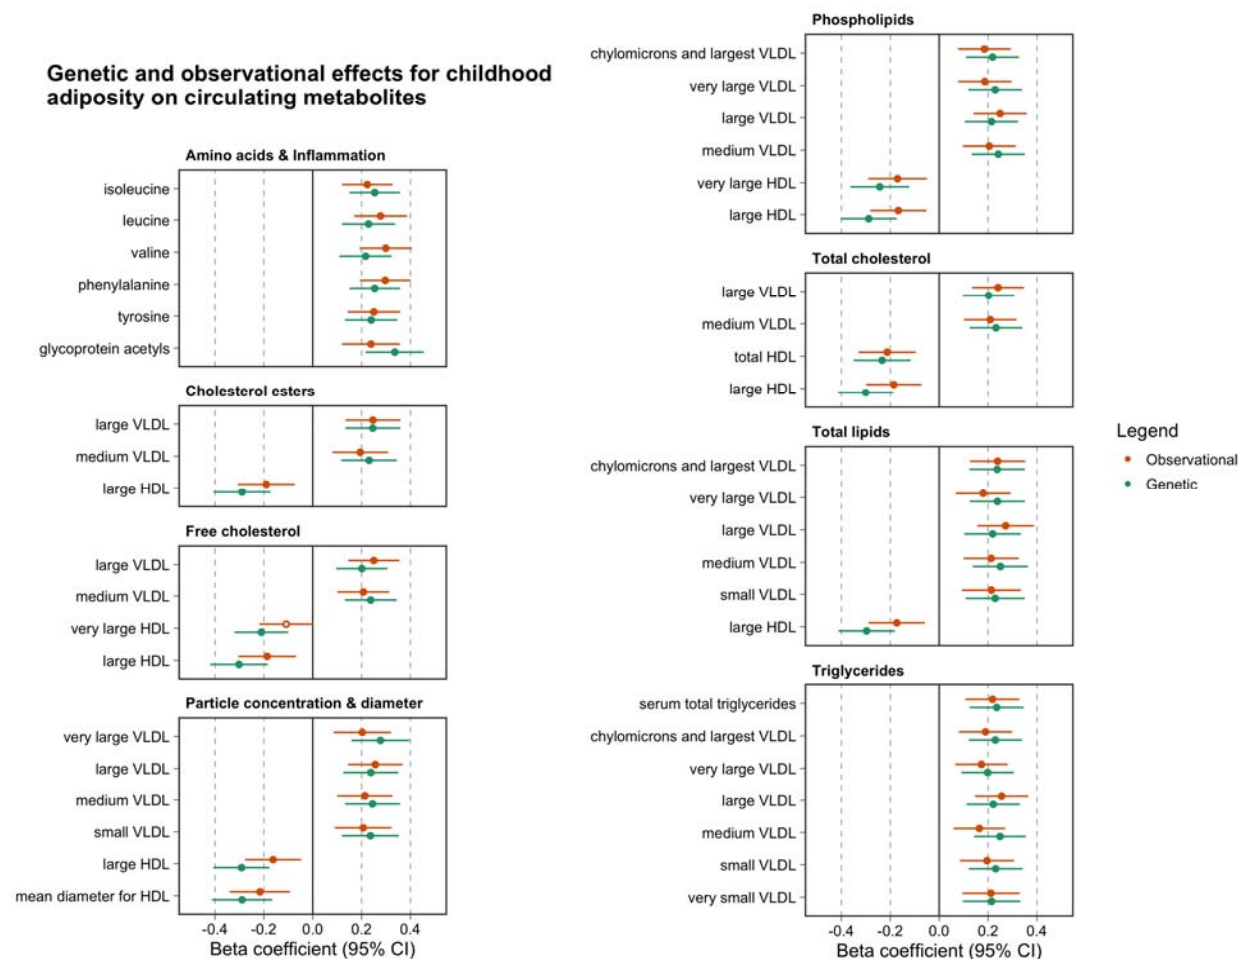 Genetic and observational effects for childhood
adiposity on circulating metabolites
Amino acids & Inflammation
isoleucine
leucine
valine
phenylalanine
tyrosine
glycoprotein acetyls
Cholesterol esters
large VLDL
medium VLDL
large HDL
Free cholesterol
large VLDL
medium VLDL
very large HDL
large HDL
Particle concentration & diameter
very large VLDL
large VLDL
medium VLDL
small VLDL
large HDL
mean diameter for HDL
-0.4 -0.2 0.0 0.2 0.4
Beta coefficient (95% CI)
Phospholipids
chylomicrons and largest VLDL
very large VLDL
large VLDL
medium VLDL
very large HDL
large HDL
Total cholesterol
large VLDL
medium VLDL
total HDL
large HDL
Total lipids
chylomicrons and largest VLDL
very large VLDL
large VLDL
medium VLDL
small VLDL
large HDL
Triglycerides
serum total triglycerides
chylomicrons and largest VLDL
very large VLDL
large VLDL
medium VLDL
small VLDL
very small VLDL
-0.4 -0.2 0.0 0.2 0.4
Beta coefficient (95% CI)
Legend
Observational
Genetic